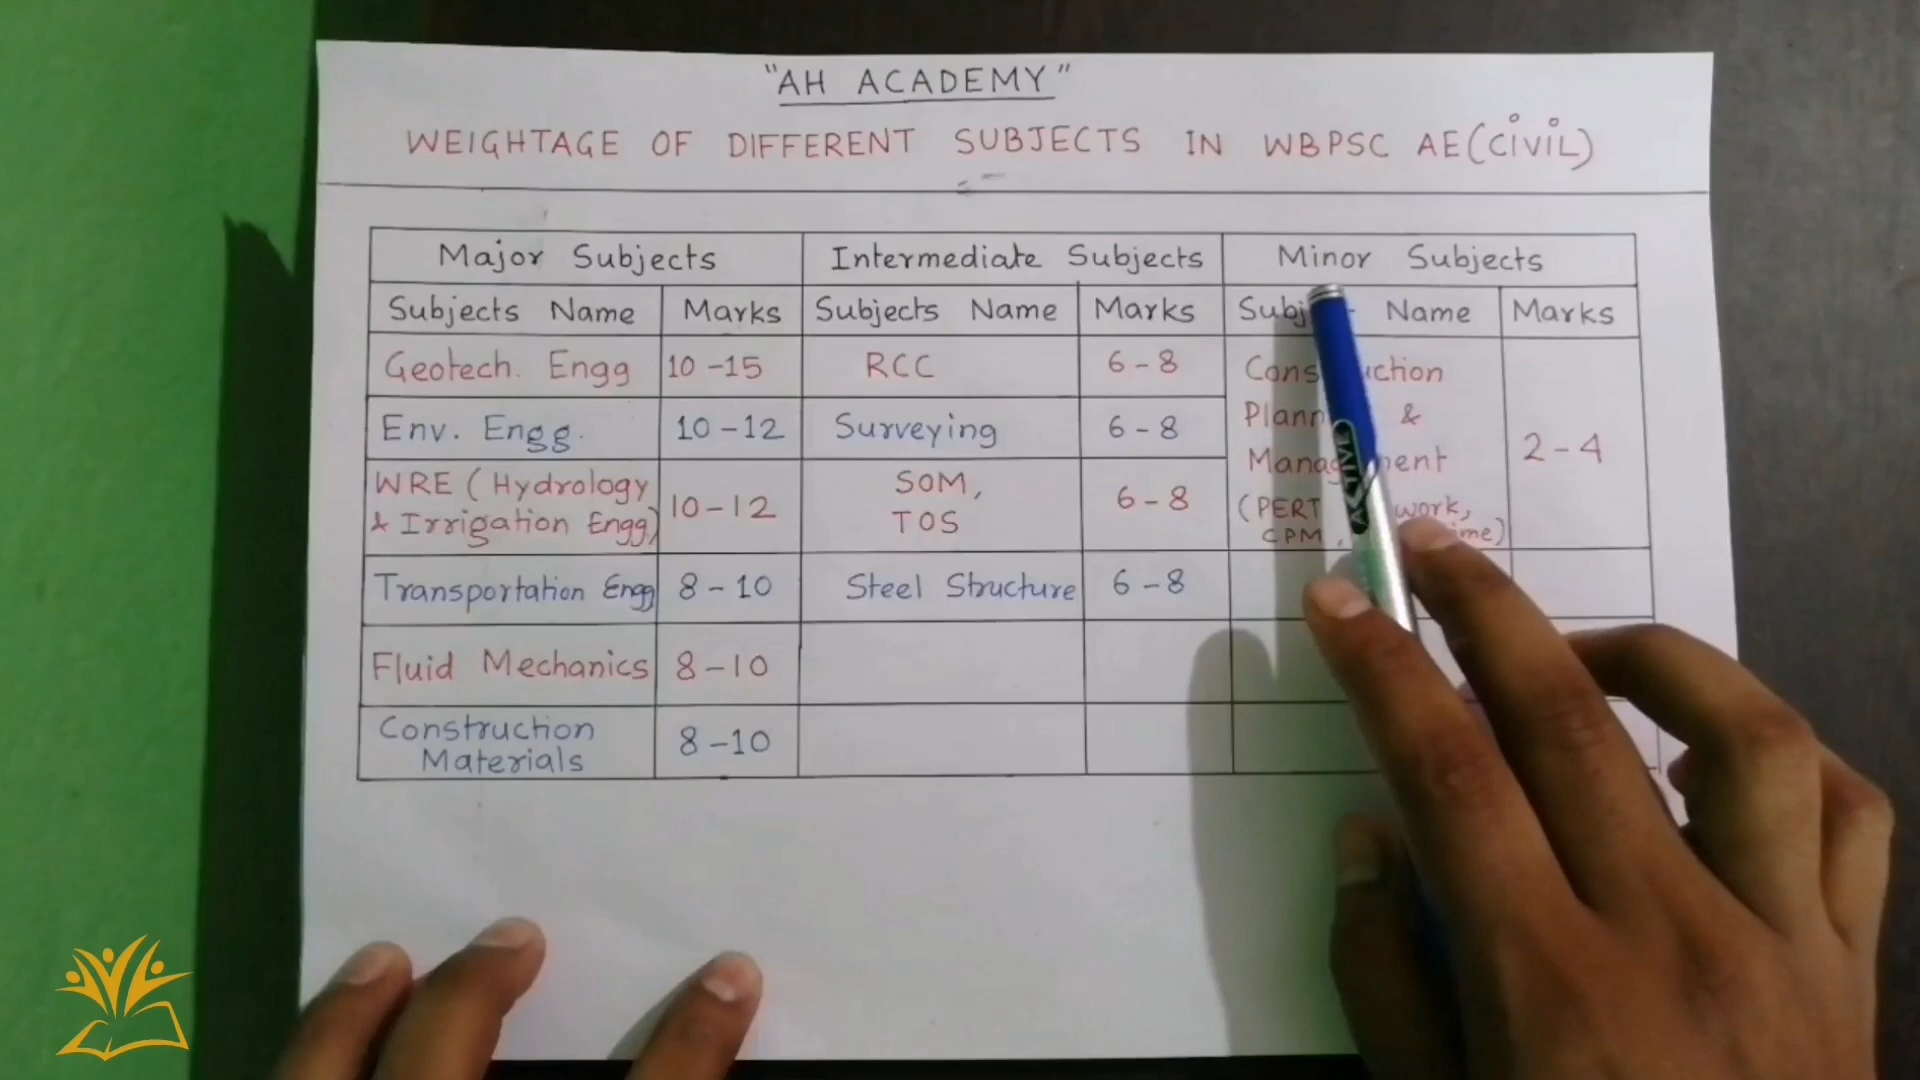 "AH ACADEMY"
WEIGHTAGE OF DIFFERENT SUBJECTS IN WBPSC AE(CIVIL)
Major Subjects Intermediate Subjects Minor Subjects
Subjects Name Marks Subjects Name Marks Name Marks
Geotech. Engg 10-15 RCC 6-8
Env. Engg. 10-12 Surveying 6-8 &
WRE (Hydrology
& Irrigation Engg) 10-12 SOM,
TOS 6-8 2-4
(PERT
CPM,
Transportation Engg 8-10 Steel Structure 6-8
Fluid Mechanics 8-10
Construction
Materials 8-10
ACTIVE